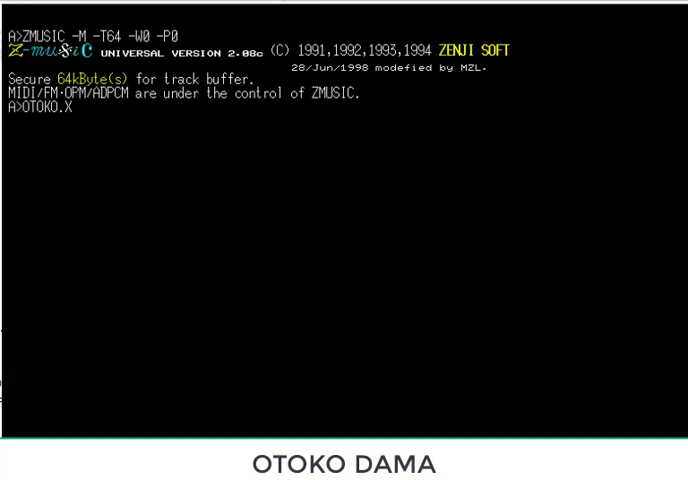 A>ZMUSIC -M -T64 -W0 -P0
Z-muSiC UNIVERSAL VERSION 2.08c (C) 1991,1992,1993,1994 ZENJI SOFT
28/Jun/1998 modefied by MZL.
Secure 64kByte(s) for track buffer.
MIDI/FM·OPM/ADPCM are under the control of ZMUSIC.
A>OTOKO.X
OTOKO DAMA